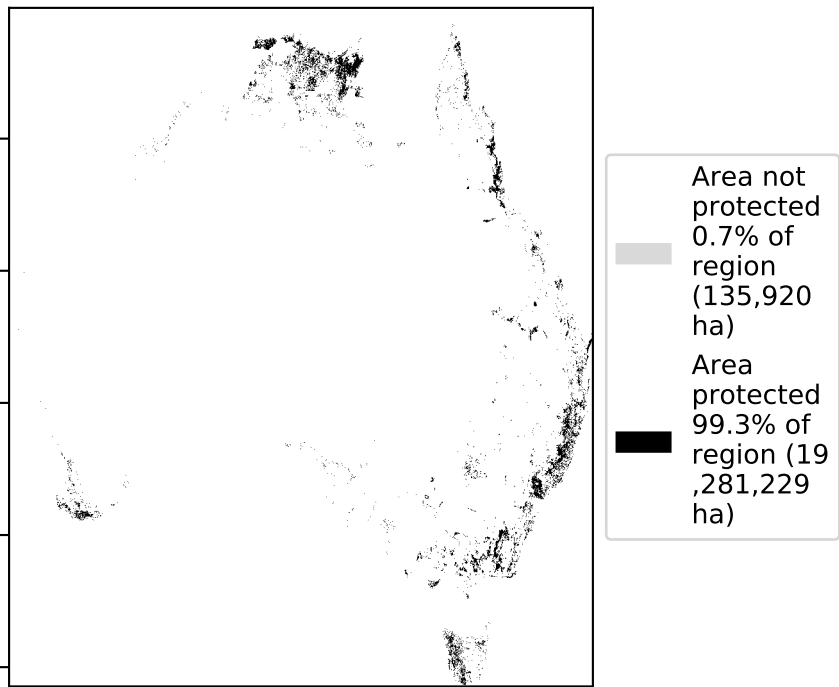 Area not
protected
0.7% of
region
(135,920
ha)
Area
protected
99.3% of
region (19
,281,229
ha)